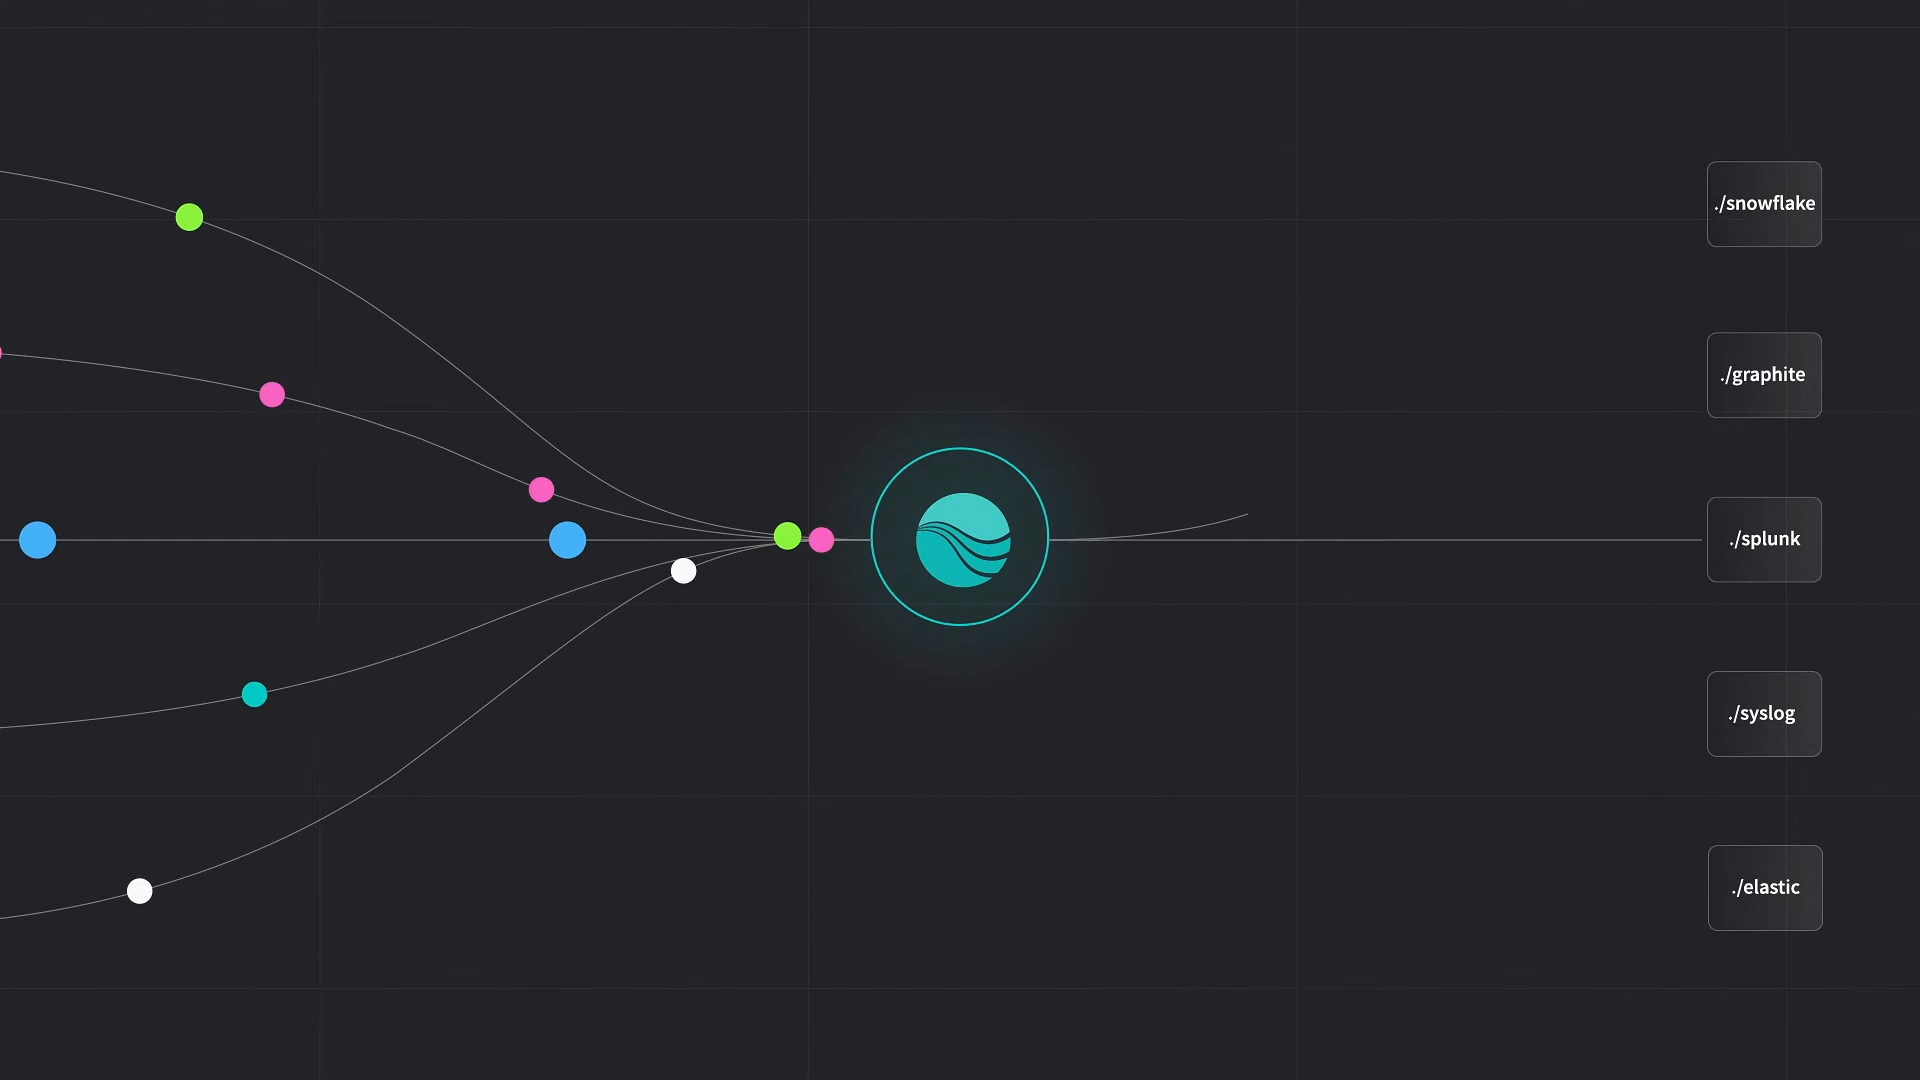 ./snowflake
./graphite
./splunk
./syslog
./elastic